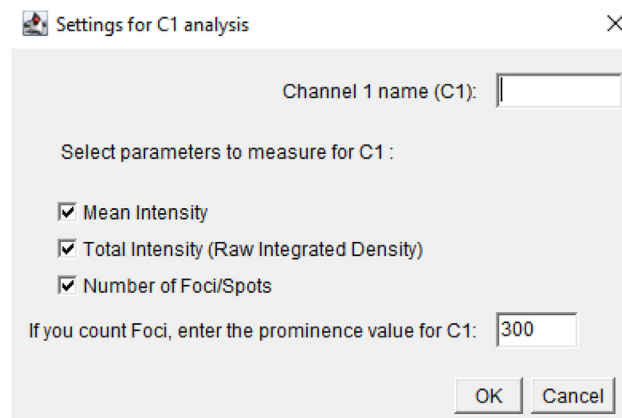 Settings for C1 analysis
Channel 1 name (C1):
Select parameters to measure for C1 :
Mean Intensity
Total Intensity (Raw Integrated Density)
Number of Foci/Spots
If you count Foci, enter the prominence value for C1: 300
OK Cancel